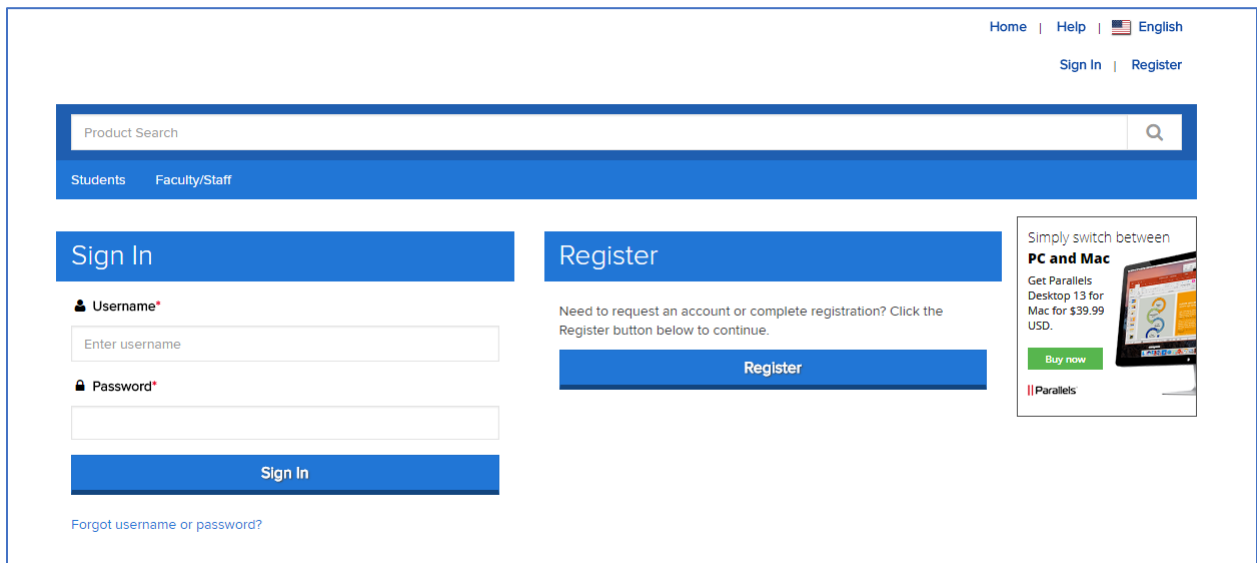 Home | Help | English
Sign In | Register
Product Search
Students Faculty/Staff
Sign In
Username*
Enter username
Password*
Sign In
Forgot username or password?
Register
Need to request an account or complete registration? Click the
Register button below to continue.
Register
Simply switch between
PC and Mac
Get Parallels
Desktop 13 for
Mac for $39.99
USD.
Buy now
Parallels